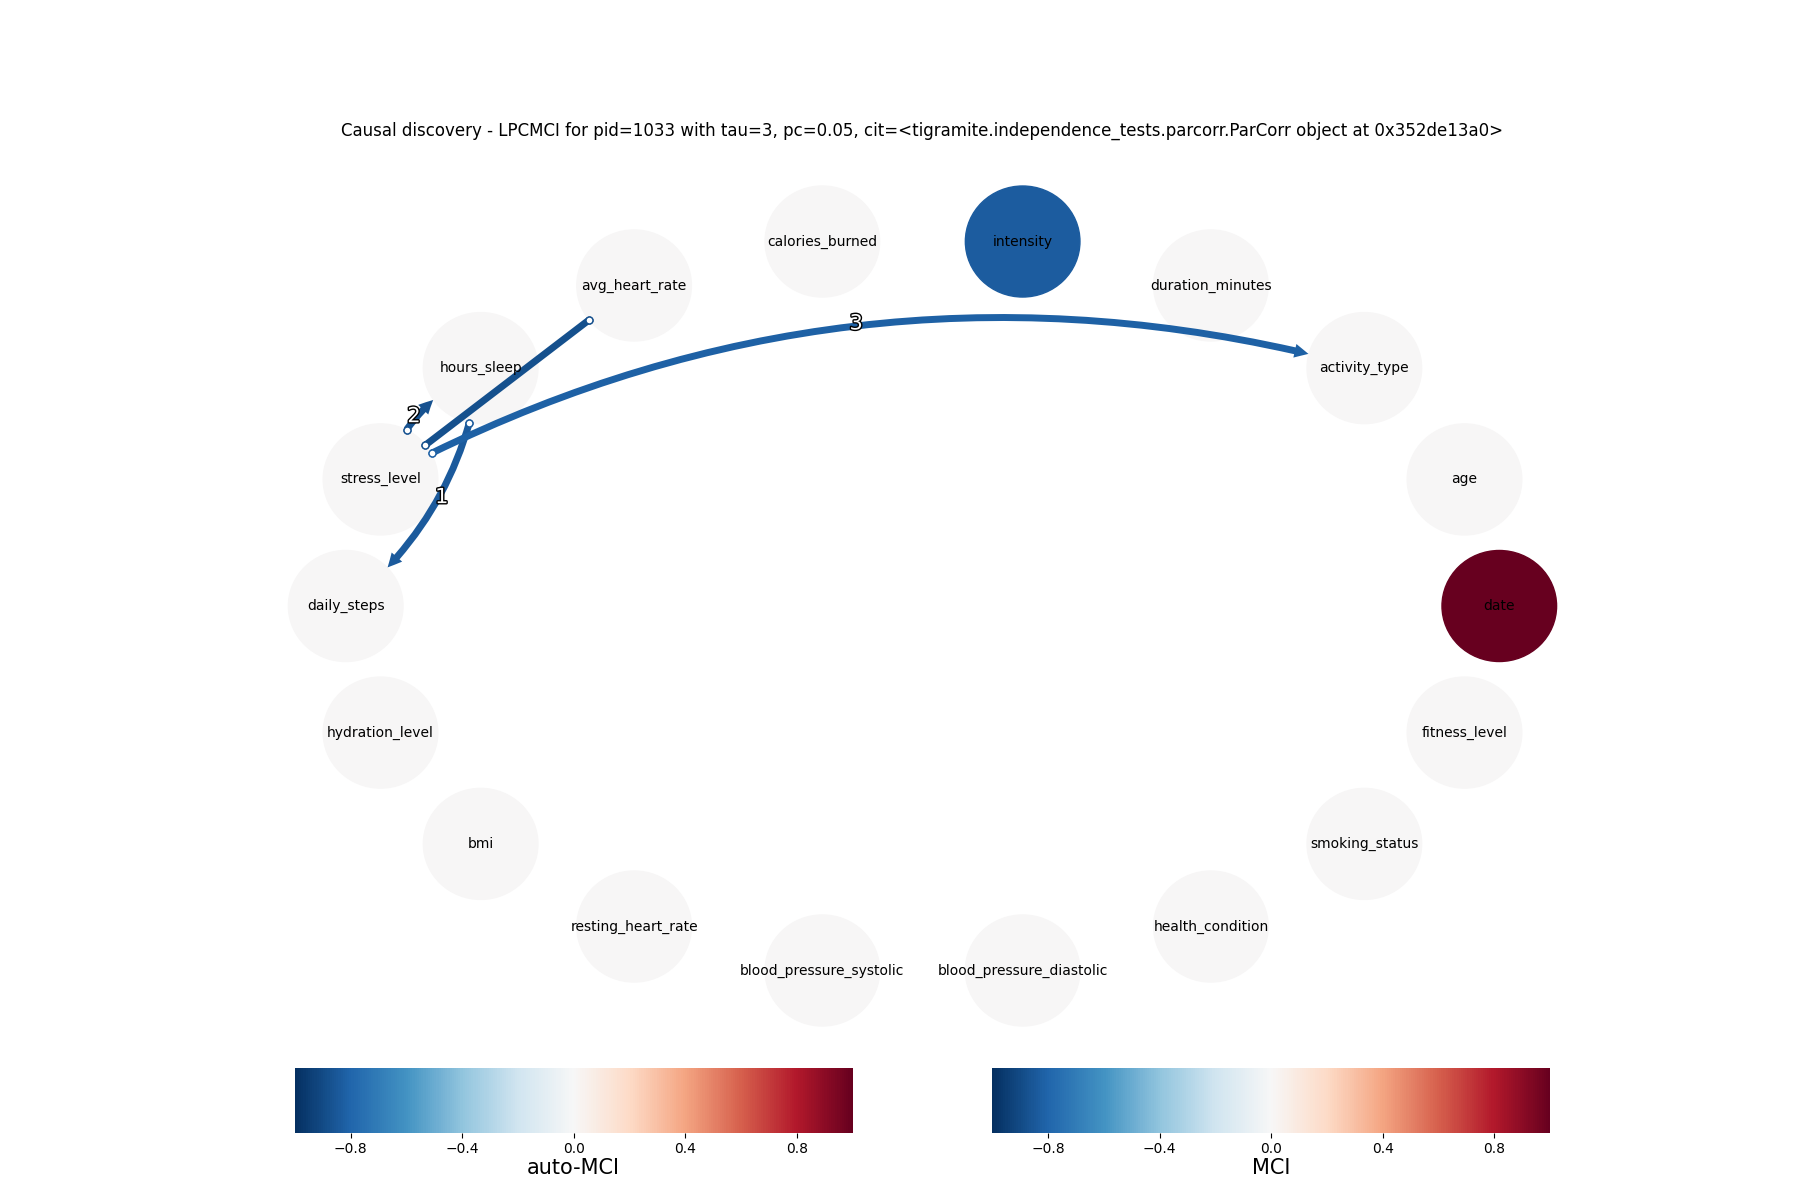 Causal discovery - LPCMCI for pid=1033 with tau=3, pc=0.05, cit=<tigramite.independence_tests.parcorr.ParCorr object at 0x352de13a0>
calories_burned
intensity
avg_heart_rate
duration_minutes
3
hours_sleep
activity_type
2
stress_level
age
1
daily_steps
date
hydration_level
fitness_level
bmi
smoking_status
resting_heart_rate
health_condition
blood_pressure_systolic
blood_pressure_diastolic
−0.8 −0.4 0.0 0.4 0.8
auto-MCI
−0.8 −0.4 0.0 0.4 0.8
MCI